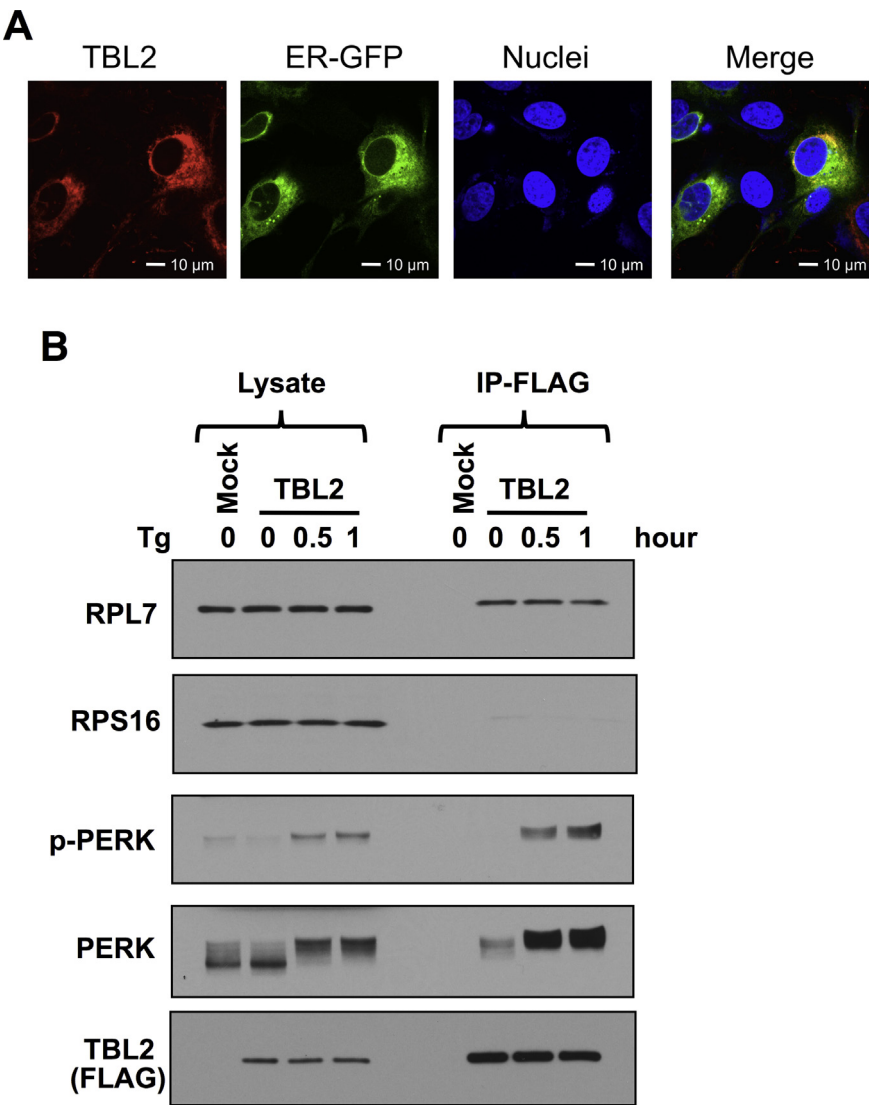 A
TBL2 ER-GFP Nuclei Merge
10 µm 10 µm 10 µm 10 µm
B
Lysate IP-FLAG
Mock TBL2 Mock TBL2
Tg 0 0 0.5 1 0 0 0.5 1 hour
RPL7
RPS16
p-PERK
PERK
TBL2
(FLAG)